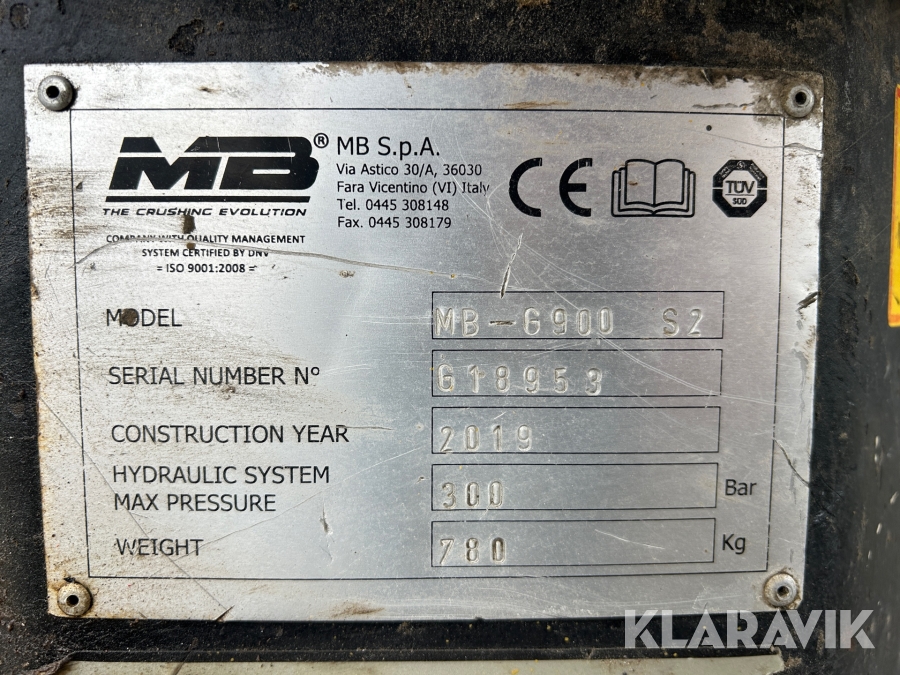 MB® MB S.p.A.
Via Astico 30/A, 36030
Fara Vicentino (VI) Italy
Tel. 0445 308148
Fax. 0445 308179
THE CRUSHING EVOLUTION
COMPANY WITH QUALITY MANAGEMENT
SYSTEM CERTIFIED BY DNV
= ISO 9001:2008 =
CE
TÜV
SÜD
MODEL MB-G900 S2
SERIAL NUMBER N° G18953
CONSTRUCTION YEAR 2019
HYDRAULIC SYSTEM
MAX PRESSURE 300 Bar
WEIGHT 780 Kg
KLARAVIK